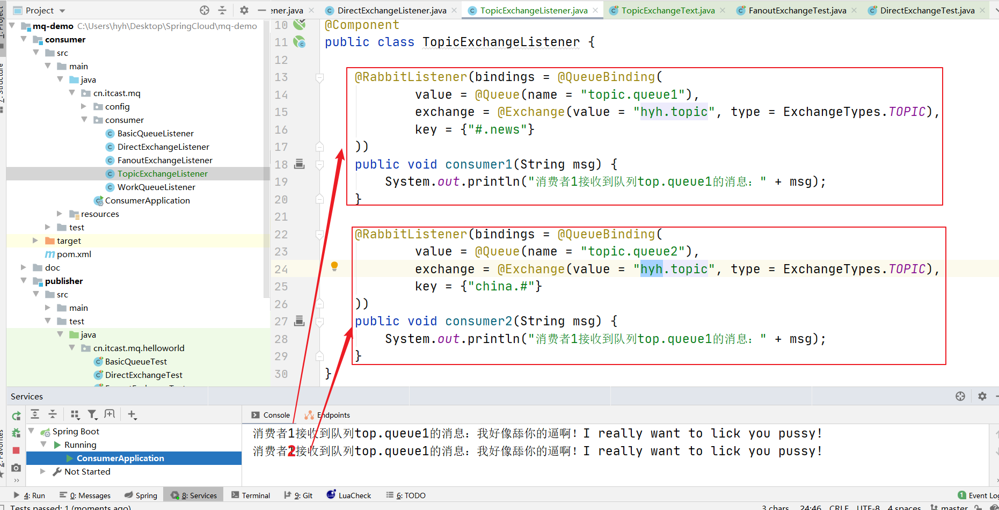 Project
ner.java
DirectExchangeListener.java
TopicExchangeListener.java
TopicExchangeText.java
FanoutExchangeTest.java
DirectExchangeTest.java
1: Project
7: Structure
2: Favorites
mq-demo C:\Users\hyh\Desktop\SpringCloud\mq-demo
consumer
src
main
java
cn.itcast.mq
config
consumer
BasicQueueListener
DirectExchangeListener
FanoutExchangeListener
TopicExchangeListener
WorkQueueListener
ConsumerApplication
resources
test
target
pom.xml
doc
publisher
src
main
test
java
cn.itcast.mq.helloworld
BasicQueueTest
DirectExchangeTest
10 @Component
11 public class TopicExchangeListener {
12
13 @RabbitListener(bindings = @QueueBinding(
14 value = @Queue(name = "topic.queue1"),
15 exchange = @Exchange(value = "hyh.topic", type = ExchangeTypes.TOPIC),
16 key = {"#.news"}
17 ))
18 public void consumer1(String msg) {
19 System.out.println("消费者1接收到队列top.queue1的消息：" + msg);
20 }
21
22 @RabbitListener(bindings = @QueueBinding(
23 value = @Queue(name = "topic.queue2"),
24 exchange = @Exchange(value = "hyh.topic", type = ExchangeTypes.TOPIC),
25 key = {"china.#"}
26 ))
27 public void consumer2(String msg) {
28 System.out.println("消费者1接收到队列top.queue1的消息：" + msg);
29 }
30 }
Services
Console
Endpoints
Spring Boot
Running
ConsumerApplication
Not Started
消费者1接收到队列top.queue1的消息：我好像舔你的逼啊！I really want to lick you pussy!
消费者2接收到队列top.queue1的消息：我好像舔你的逼啊！I really want to lick you pussy!
4: Run
0: Messages
Spring
8: Services
Terminal
9: Git
LuaCheck
6: TODO
1 Event Log
Tests passed: 1 (moments ago)
3 chars 24:46 CRLF UTF-8 4 spaces master